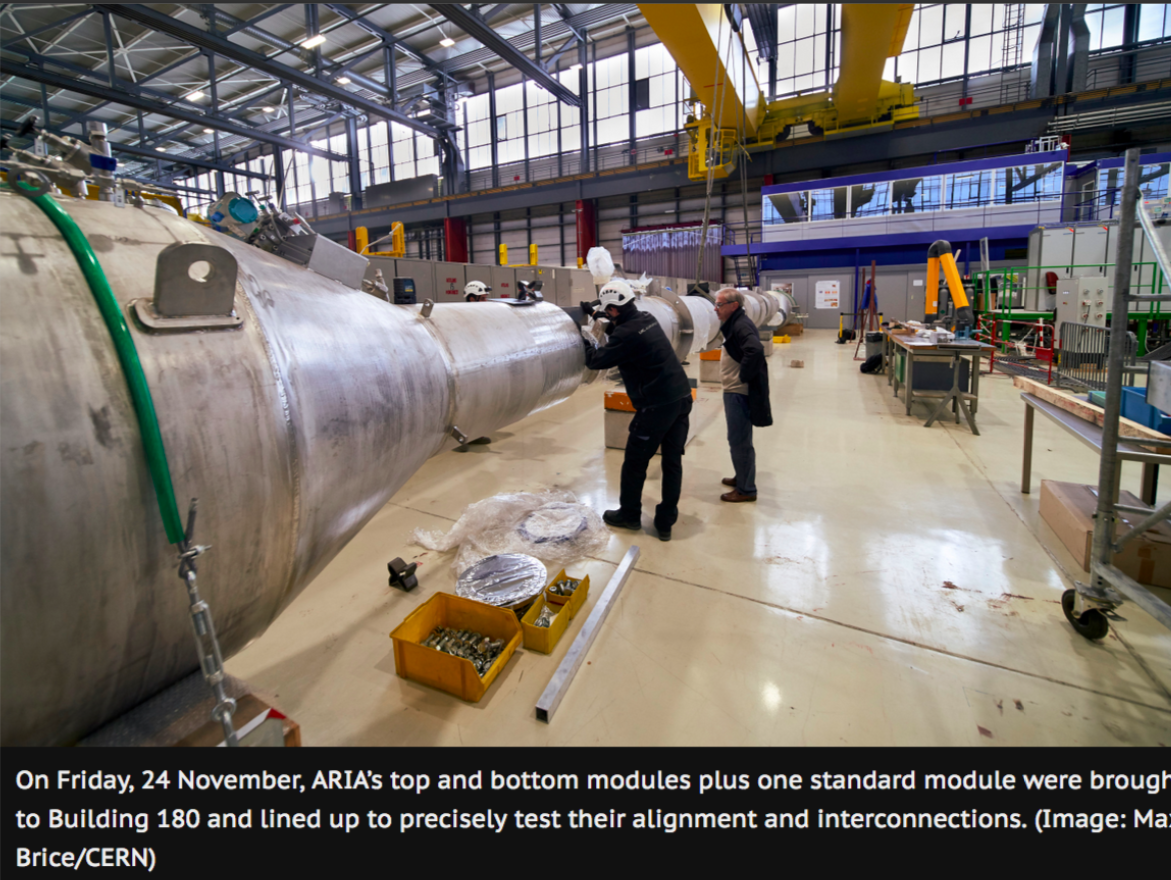 On Friday, 24 November, ARIA's top and bottom modules plus one standard module were brough
to Building 180 and lined up to precisely test their alignment and interconnections. (Image: Max
Brice/CERN)